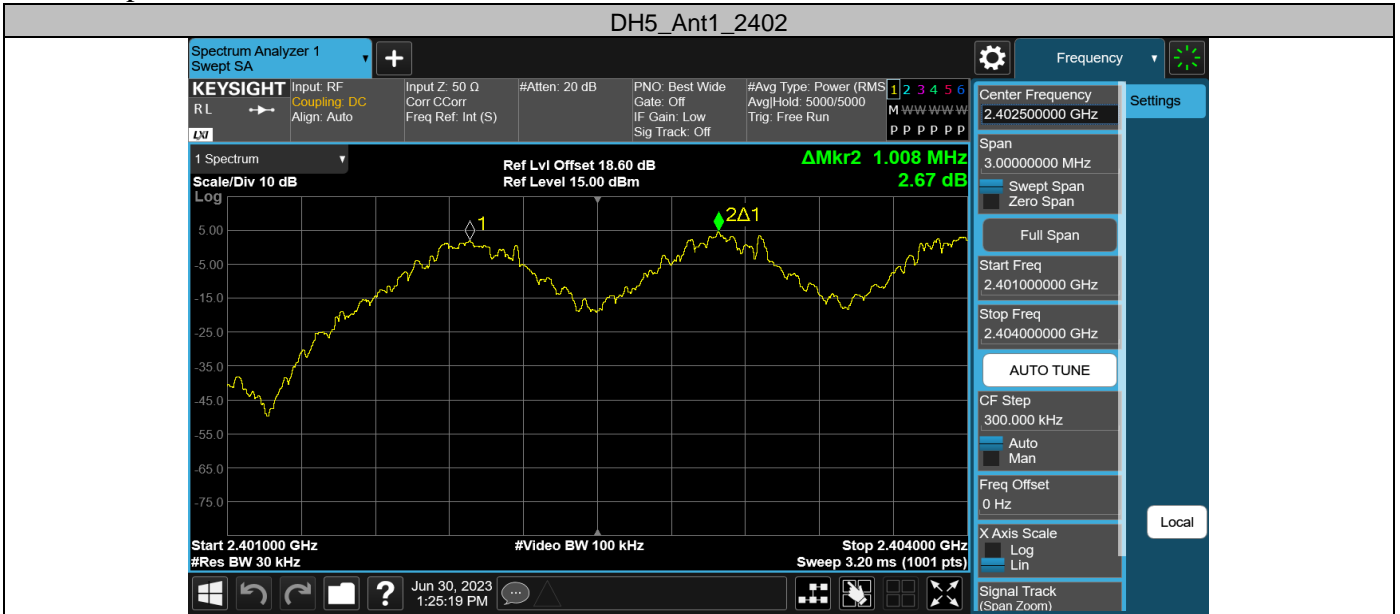 DH5_Ant1_2402
Spectrum Analyzer 1
Swept SA
Frequency
KEYSIGHT
R L
LXI
Input: RF
Coupling: DC
Align: Auto
Input Z: 50 Ω
Corr CCorr
Freq Ref: Int (S)
#Atten: 20 dB
PNO: Best Wide
Gate: Off
IF Gain: Low
Sig Track: Off
#Avg Type: Power (RMS
Avg|Hold: 5000/5000
Trig: Free Run
1 2 3 4 5 6
M W W W W W
P P P P P P
1 Spectrum
Scale/Div 10 dB
Log
Ref Lvl Offset 18.60 dB
Ref Level 15.00 dBm
ΔMkr2 1.008 MHz
2.67 dB
1
2Δ1
5.00
-5.00
-15.0
-25.0
-35.0
-45.0
-55.0
-65.0
-75.0
Start 2.401000 GHz
#Res BW 30 kHz
#Video BW 100 kHz
Stop 2.404000 GHz
Sweep 3.20 ms (1001 pts)
Center Frequency
2.402500000 GHz
Span
3.00000000 MHz
Swept Span
Zero Span
Full Span
Start Freq
2.401000000 GHz
Stop Freq
2.404000000 GHz
AUTO TUNE
CF Step
300.000 kHz
Auto
Man
Freq Offset
0 Hz
X Axis Scale
Log
Lin
Signal Track
(Span Zoom)
Settings
Local
?
Jun 30, 2023
1:25:19 PM